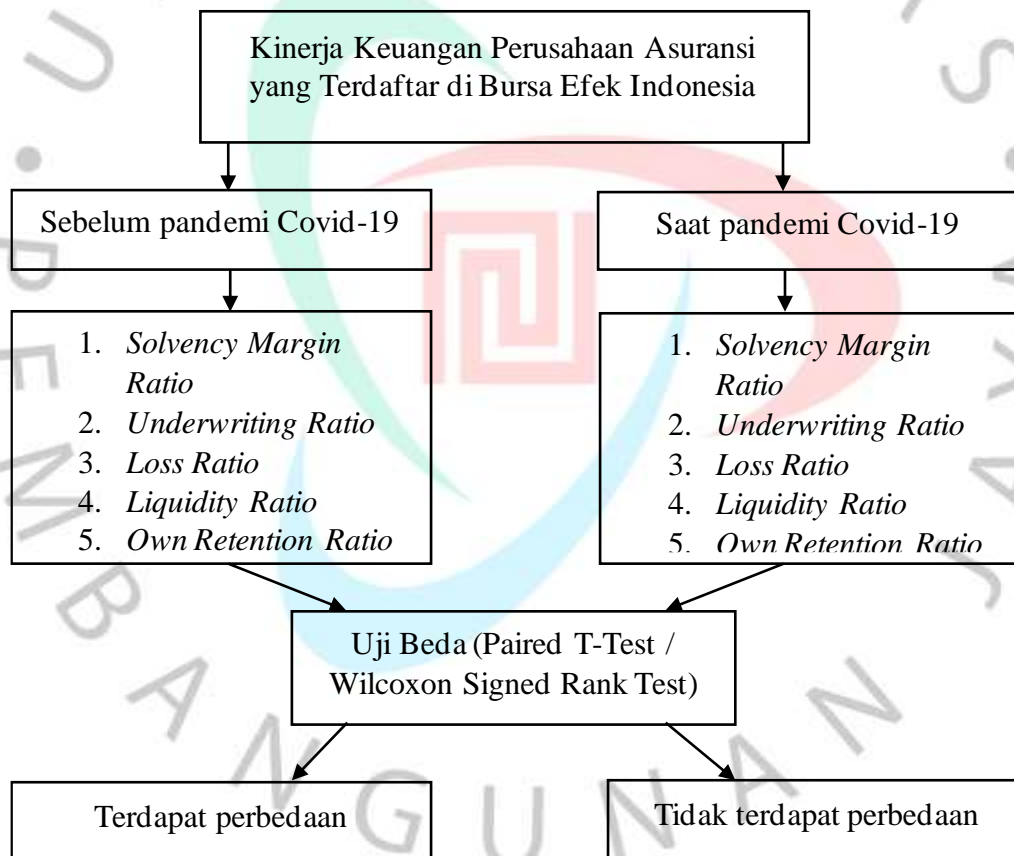 Kinerja Keuangan Perusahaan Asuransi
yang Terdaftar di Bursa Efek Indonesia
Sebelum pandemi Covid-19
Saat pandemi Covid-19
1. Solvency Margin
Ratio
2. Underwriting Ratio
3. Loss Ratio
4. Liquidity Ratio
5. Own Retention Ratio
1. Solvency Margin
Ratio
2. Underwriting Ratio
3. Loss Ratio
4. Liquidity Ratio
5. Own Retention Ratio
Uji Beda (Paired T-Test /
Wilcoxon Signed Rank Test)
Terdapat perbedaan
Tidak terdapat perbedaan
PEMBANGUNAN J